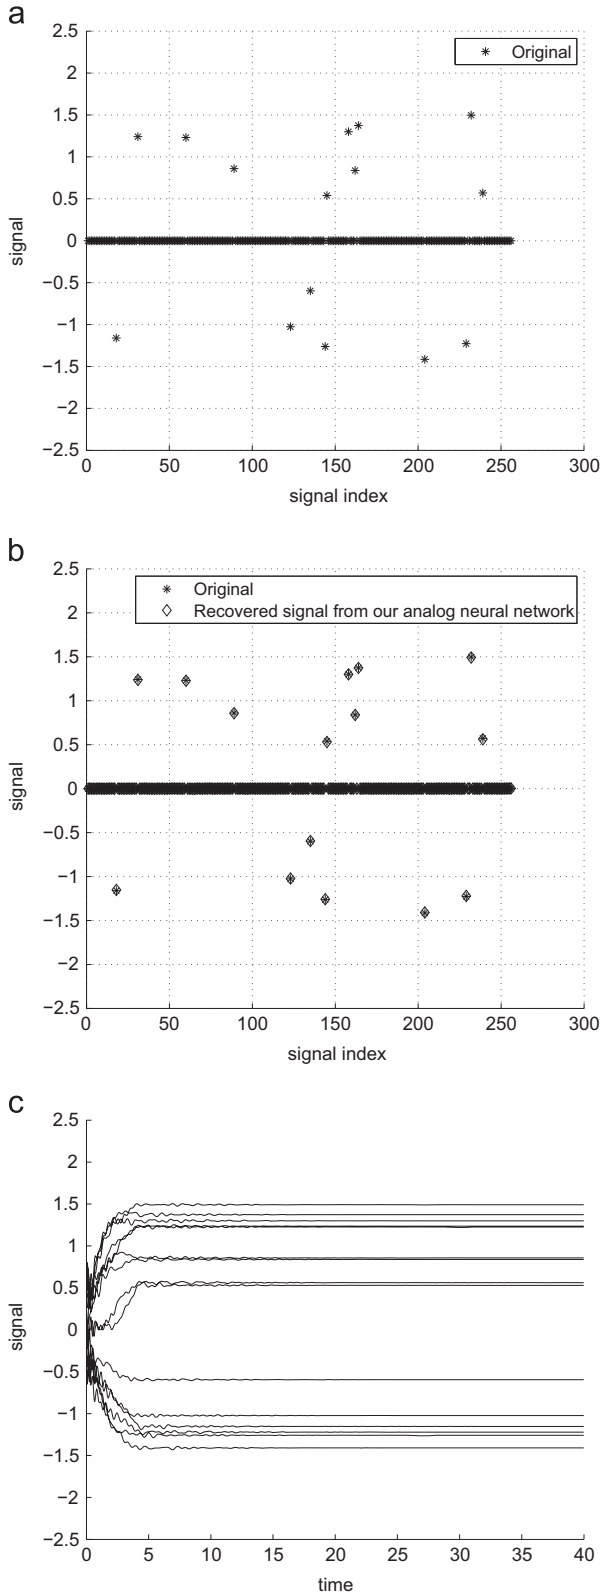 a
2.5
Original
2
1.5
1
0.5
0
−0.5
−1
−1.5
−2
−2.5
signal
0 50 100 150 200 250 300
signal index
b
2.5
Original
2
Recovered signal from our analog neural network
1.5
1
0.5
0
−0.5
−1
−1.5
−2
−2.5
signal
0 50 100 150 200 250 300
signal index
c
2.5
2
1.5
1
0.5
0
−0.5
−1
−1.5
−2
−2.5
signal
0 5 10 15 20 25 30 35 40
time